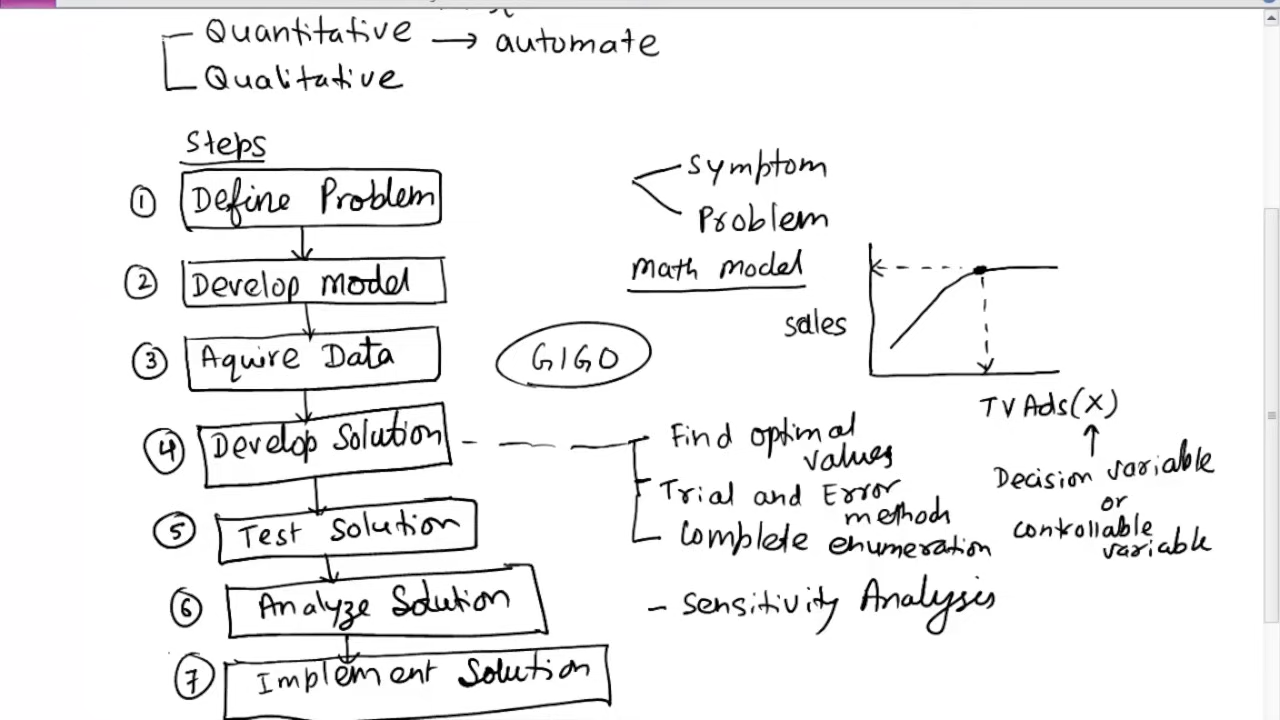 Quantitative → automate
Qualitative
Steps
① Define Problem
② Develop model
③ Aquire Data
④ Develop Solution
⑤ Test Solution
⑥ Analyze Solution
⑦ Implement Solution
Symptom
Problem
Math model
GIGO
sales
TV Ads(X)
Decision variable
or
controllable
variable
Find optimal
values
Trial and Error
methods
Complete enumeration
- Sensitivity Analysis